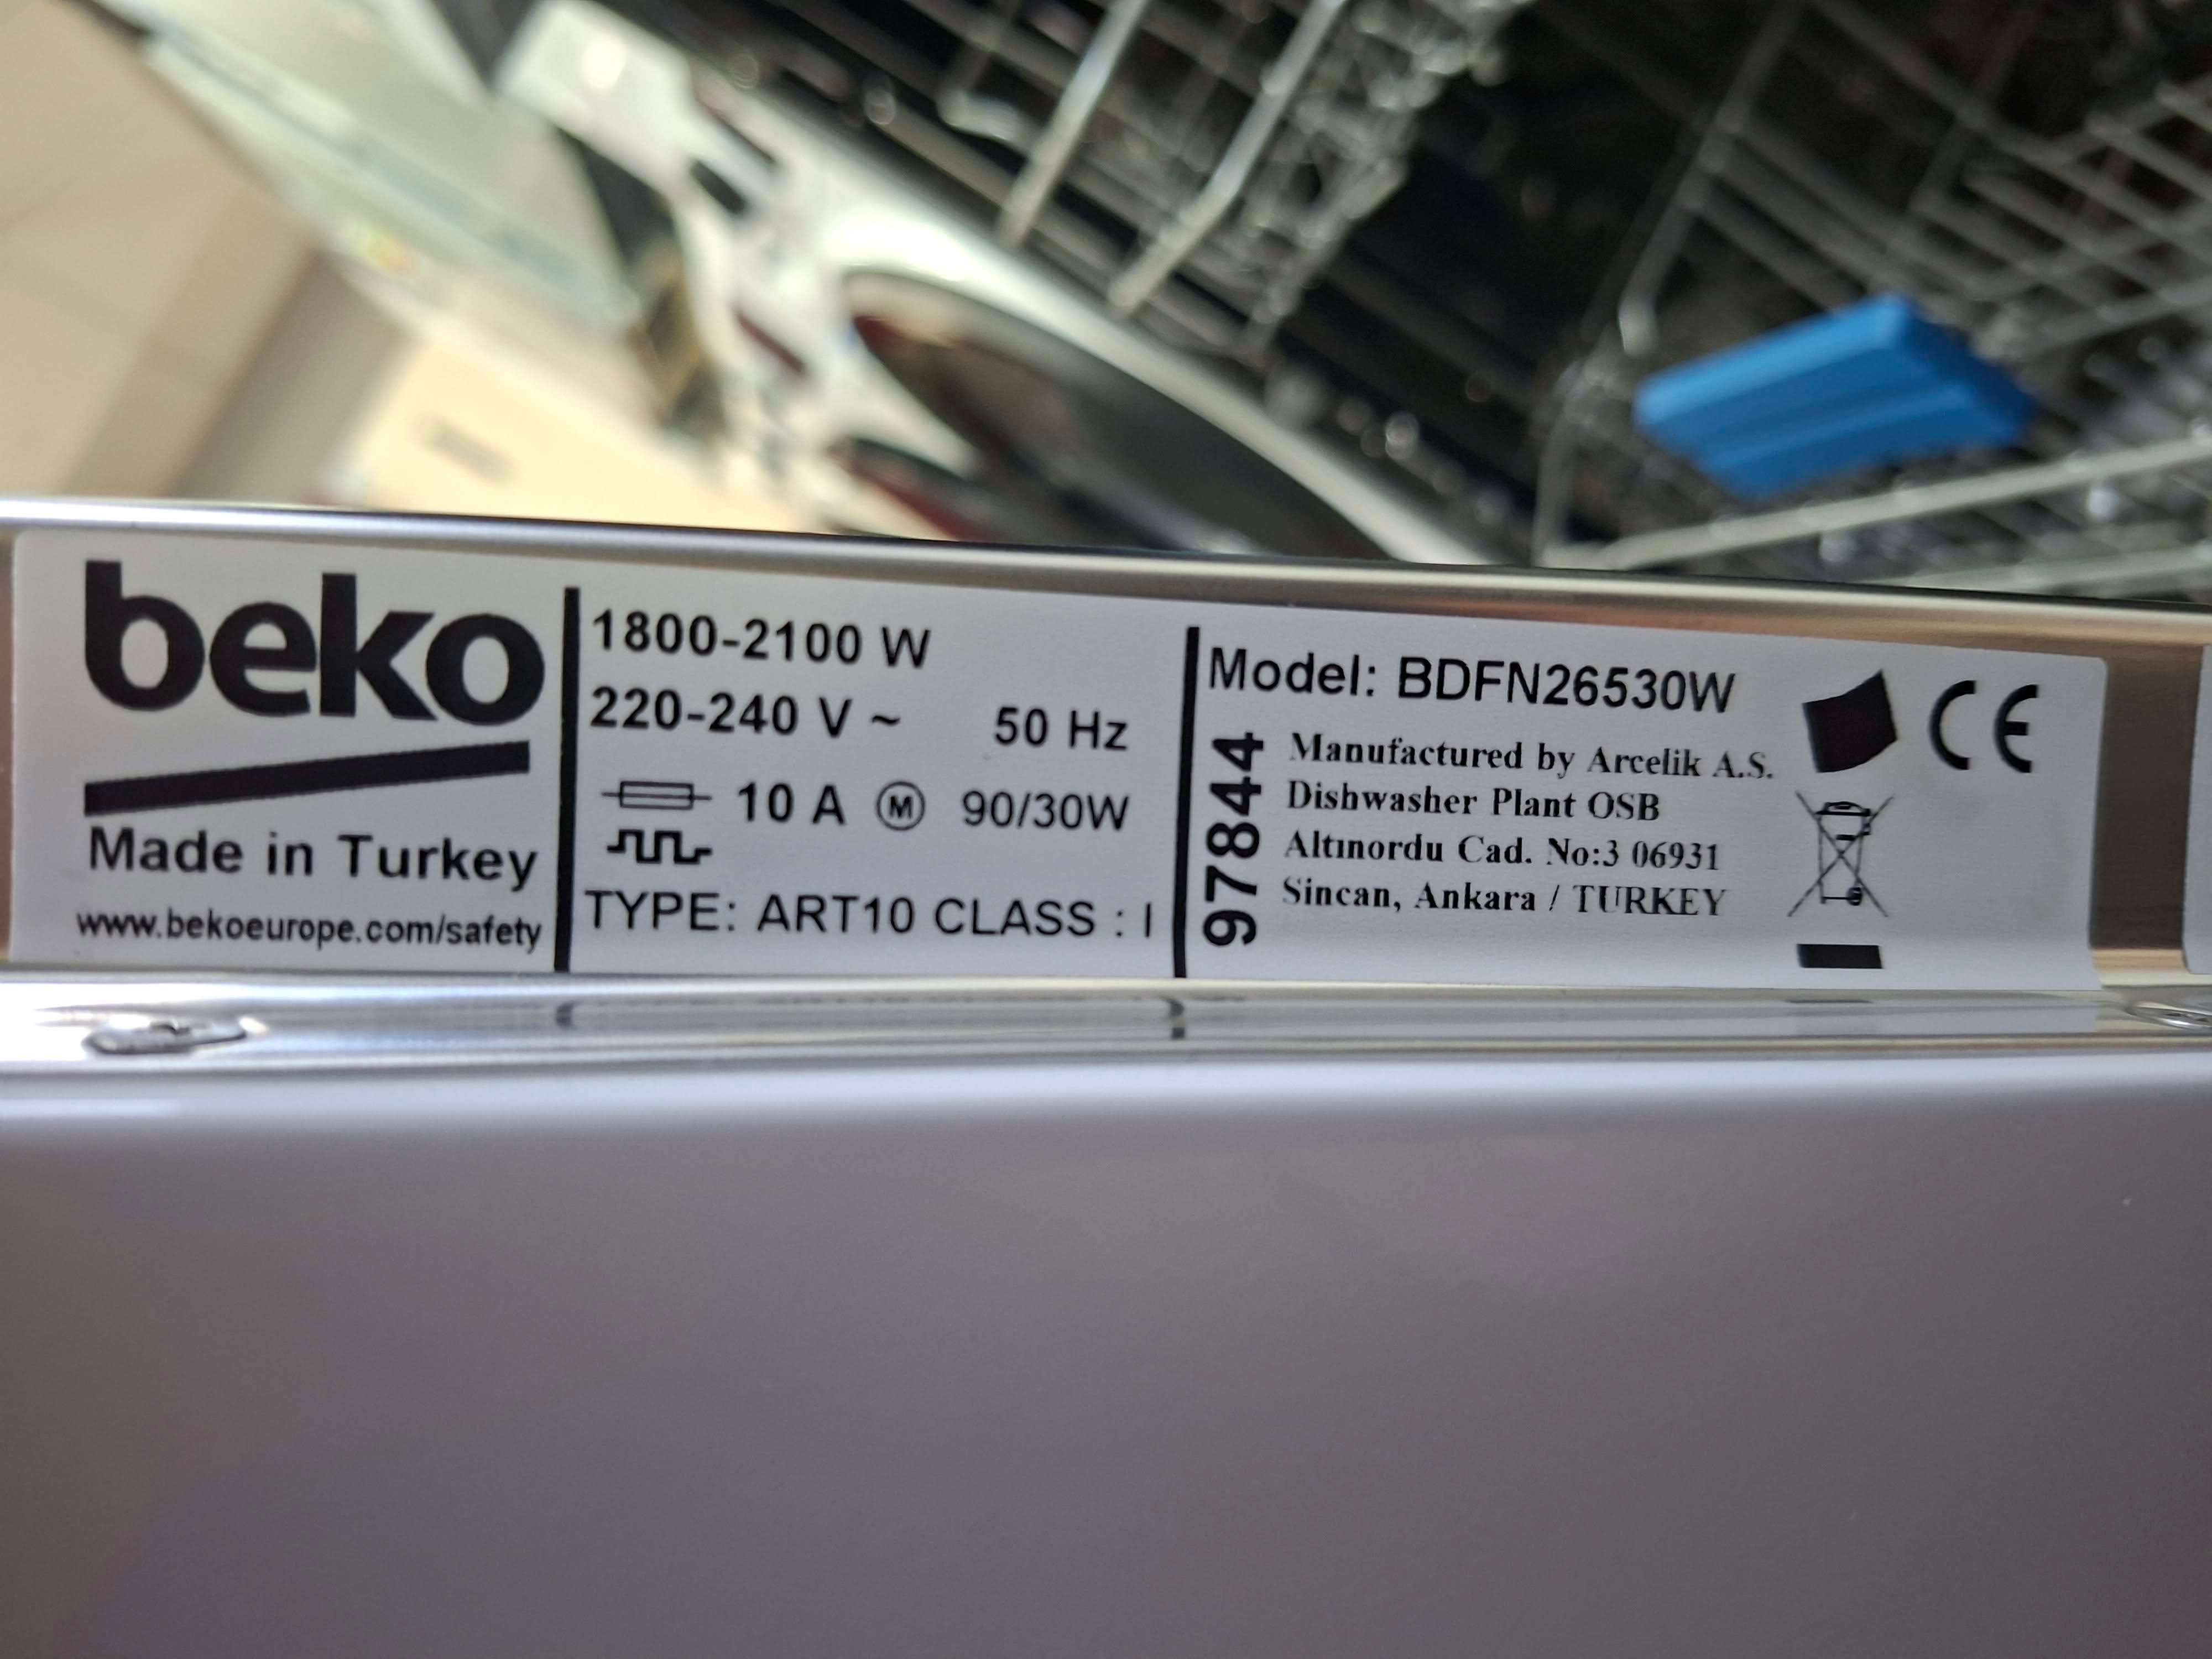 beko
Made in Turkey
www.bekoeurope.com/safety
1800-2100 W
220-240 V ~ 50 Hz
10 A M 90/30W
TYPE: ART10 CLASS : I
Model: BDFN26530W
97844
Manufactured by Arcelik A.S.
Dishwasher Plant OSB
Altınordu Cad. No:3 06931
Sincan, Ankara / TURKEY
CE